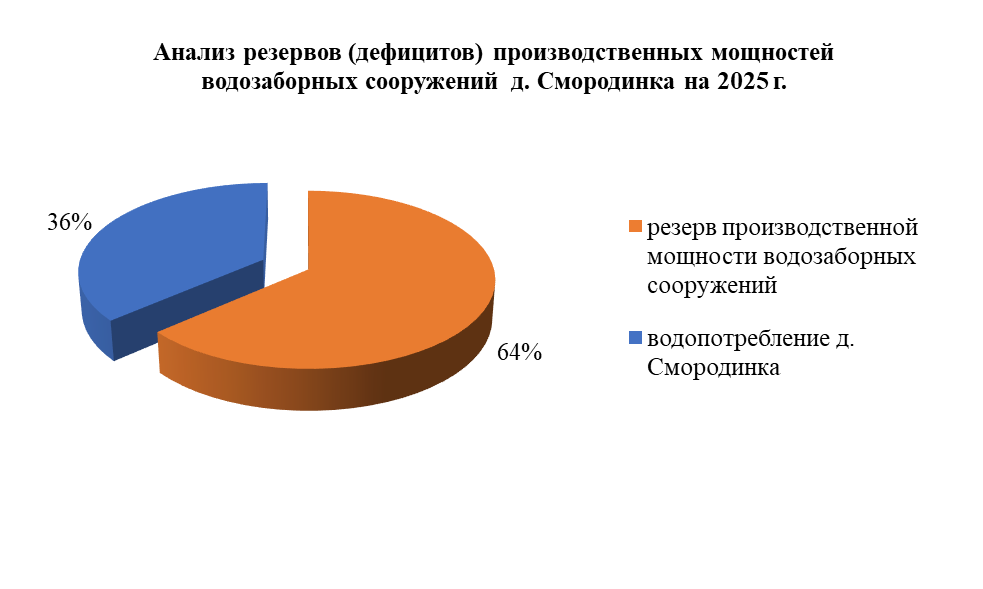 Анализ резервов (дефицитов) производственных мощностей
водозаборных сооружений д. Смородинка на 2025 г.
36%
64%
резерв производственной
мощности водозаборных
сооружений
водопотребление д.
Смородинка